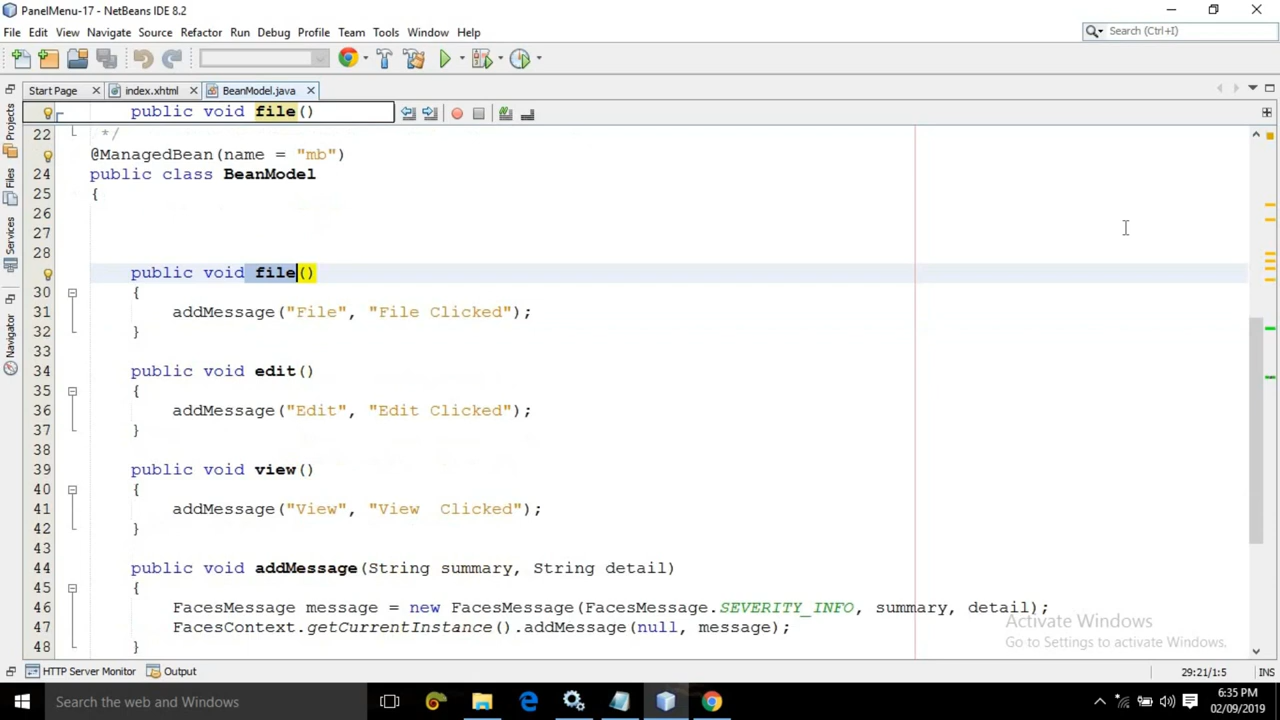 PanelMenu-17 - NetBeans IDE 8.2
File Edit View Navigate Source Refactor Run Debug Profile Team Tools Window Help
Search (Ctrl+I)
Start Page index.xhtml BeanModel.java
public void file()
22 */
@ManagedBean(name = "mb")
24 public class BeanModel
25 {
26
27
28
public void file()
30 {
31 addMessage("File", "File Clicked");
32 }
33
34 public void edit()
35 {
36 addMessage("Edit", "Edit Clicked");
37 }
38
39 public void view()
40 {
41 addMessage("View", "View  Clicked");
42 }
43
44 public void addMessage(String summary, String detail)
45 {
46 FacesMessage message = new FacesMessage(FacesMessage.SEVERITY_INFO, summary, detail);
47 FacesContext.getCurrentInstance().addMessage(null, message);
48 }
Projects
Files
Services
Navigator
Activate Windows
Go to Settings to activate Windows.
HTTP Server Monitor Output
29:21/1:5 INS
Search the web and Windows
6:35 PM
02/09/2019